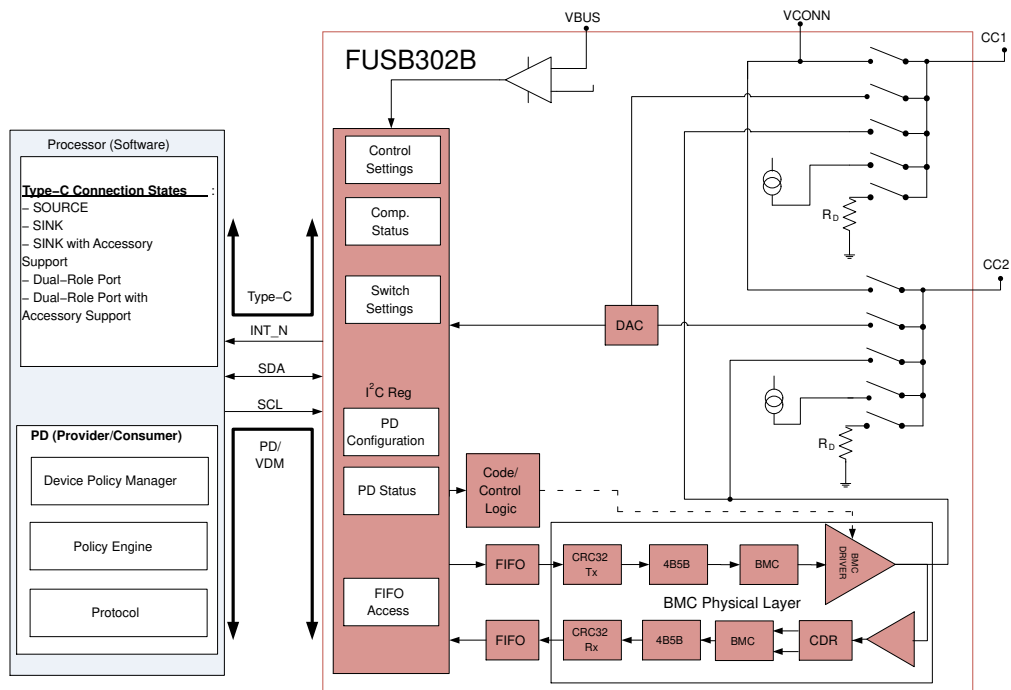 VBUS
VCONN
CC1
FUSB302B
Processor (Software)
Type−C Connection States :
− SOURCE
− SINK
− SINK with Accessory
Support
− Dual−Role Port
− Dual−Role Port with
Accessory Support
Type−C
INT_N
SDA
SCL
PD/
VDM
PD (Provider/Consumer)
Device Policy Manager
Policy Engine
Protocol
Control
Settings
Comp.
Status
Switch
Settings
I²C Reg
PD
Configuration
PD Status
FIFO
Access
DAC
RD
CC2
RD
Code/
Control
Logic
FIFO
CRC32
Tx
4B5B
BMC
BMC
DRIVER
BMC Physical Layer
FIFO
CRC32
Rx
4B5B
BMC
CDR